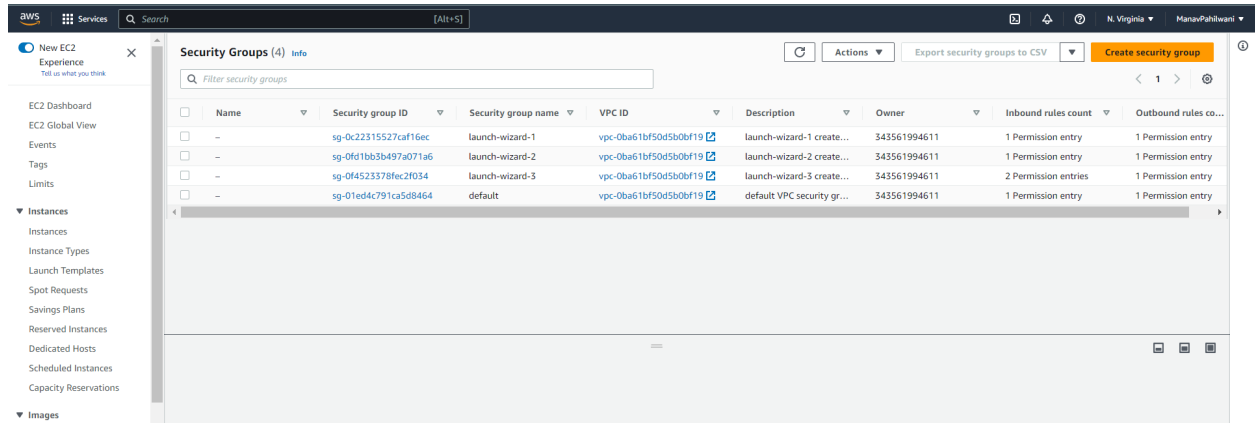 aws Services Search [Alt+S] N. Virginia ManavPahilwani
New EC2
Experience
Tell us what you think
EC2 Dashboard
EC2 Global View
Events
Tags
Limits
Instances
Instances
Instance Types
Launch Templates
Spot Requests
Savings Plans
Reserved Instances
Dedicated Hosts
Scheduled Instances
Capacity Reservations
Images
Security Groups (4) Info Actions Export security groups to CSV Create security group
Filter security groups 1
Name Security group ID Security group name VPC ID Description Owner Inbound rules count Outbound rules co...
– sg-0c22315527caf16ec launch-wizard-1 vpc-0ba61bf50d5b0bf19 launch-wizard-1 create... 343561994611 1 Permission entry 1 Permission entry
– sg-0fd1bb3b497a071a6 launch-wizard-2 vpc-0ba61bf50d5b0bf19 launch-wizard-2 create... 343561994611 1 Permission entry 1 Permission entry
– sg-0f4523378fec2f034 launch-wizard-3 vpc-0ba61bf50d5b0bf19 launch-wizard-3 create... 343561994611 2 Permission entries 1 Permission entry
– sg-01ed4c791ca5d8464 default vpc-0ba61bf50d5b0bf19 default VPC security gr... 343561994611 1 Permission entry 1 Permission entry